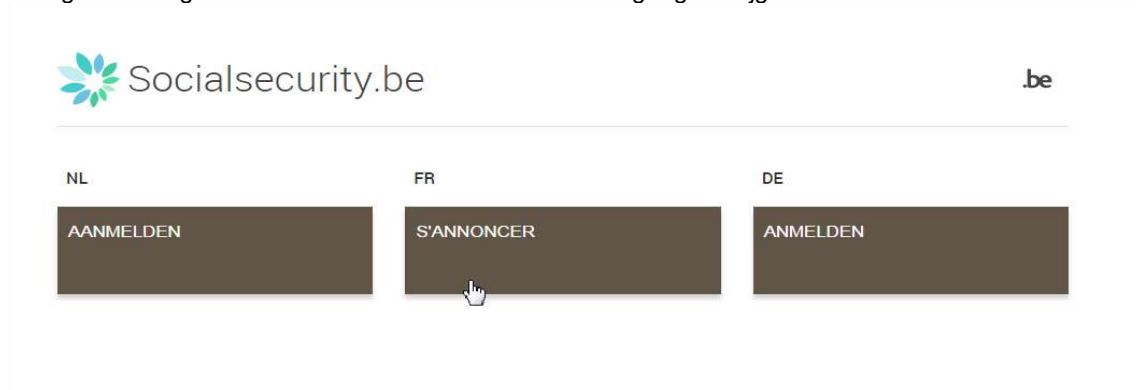 Socialsecurity.be
.be
NL
FR
DE
AANMELDEN
S'ANNONCER
ANMELDEN